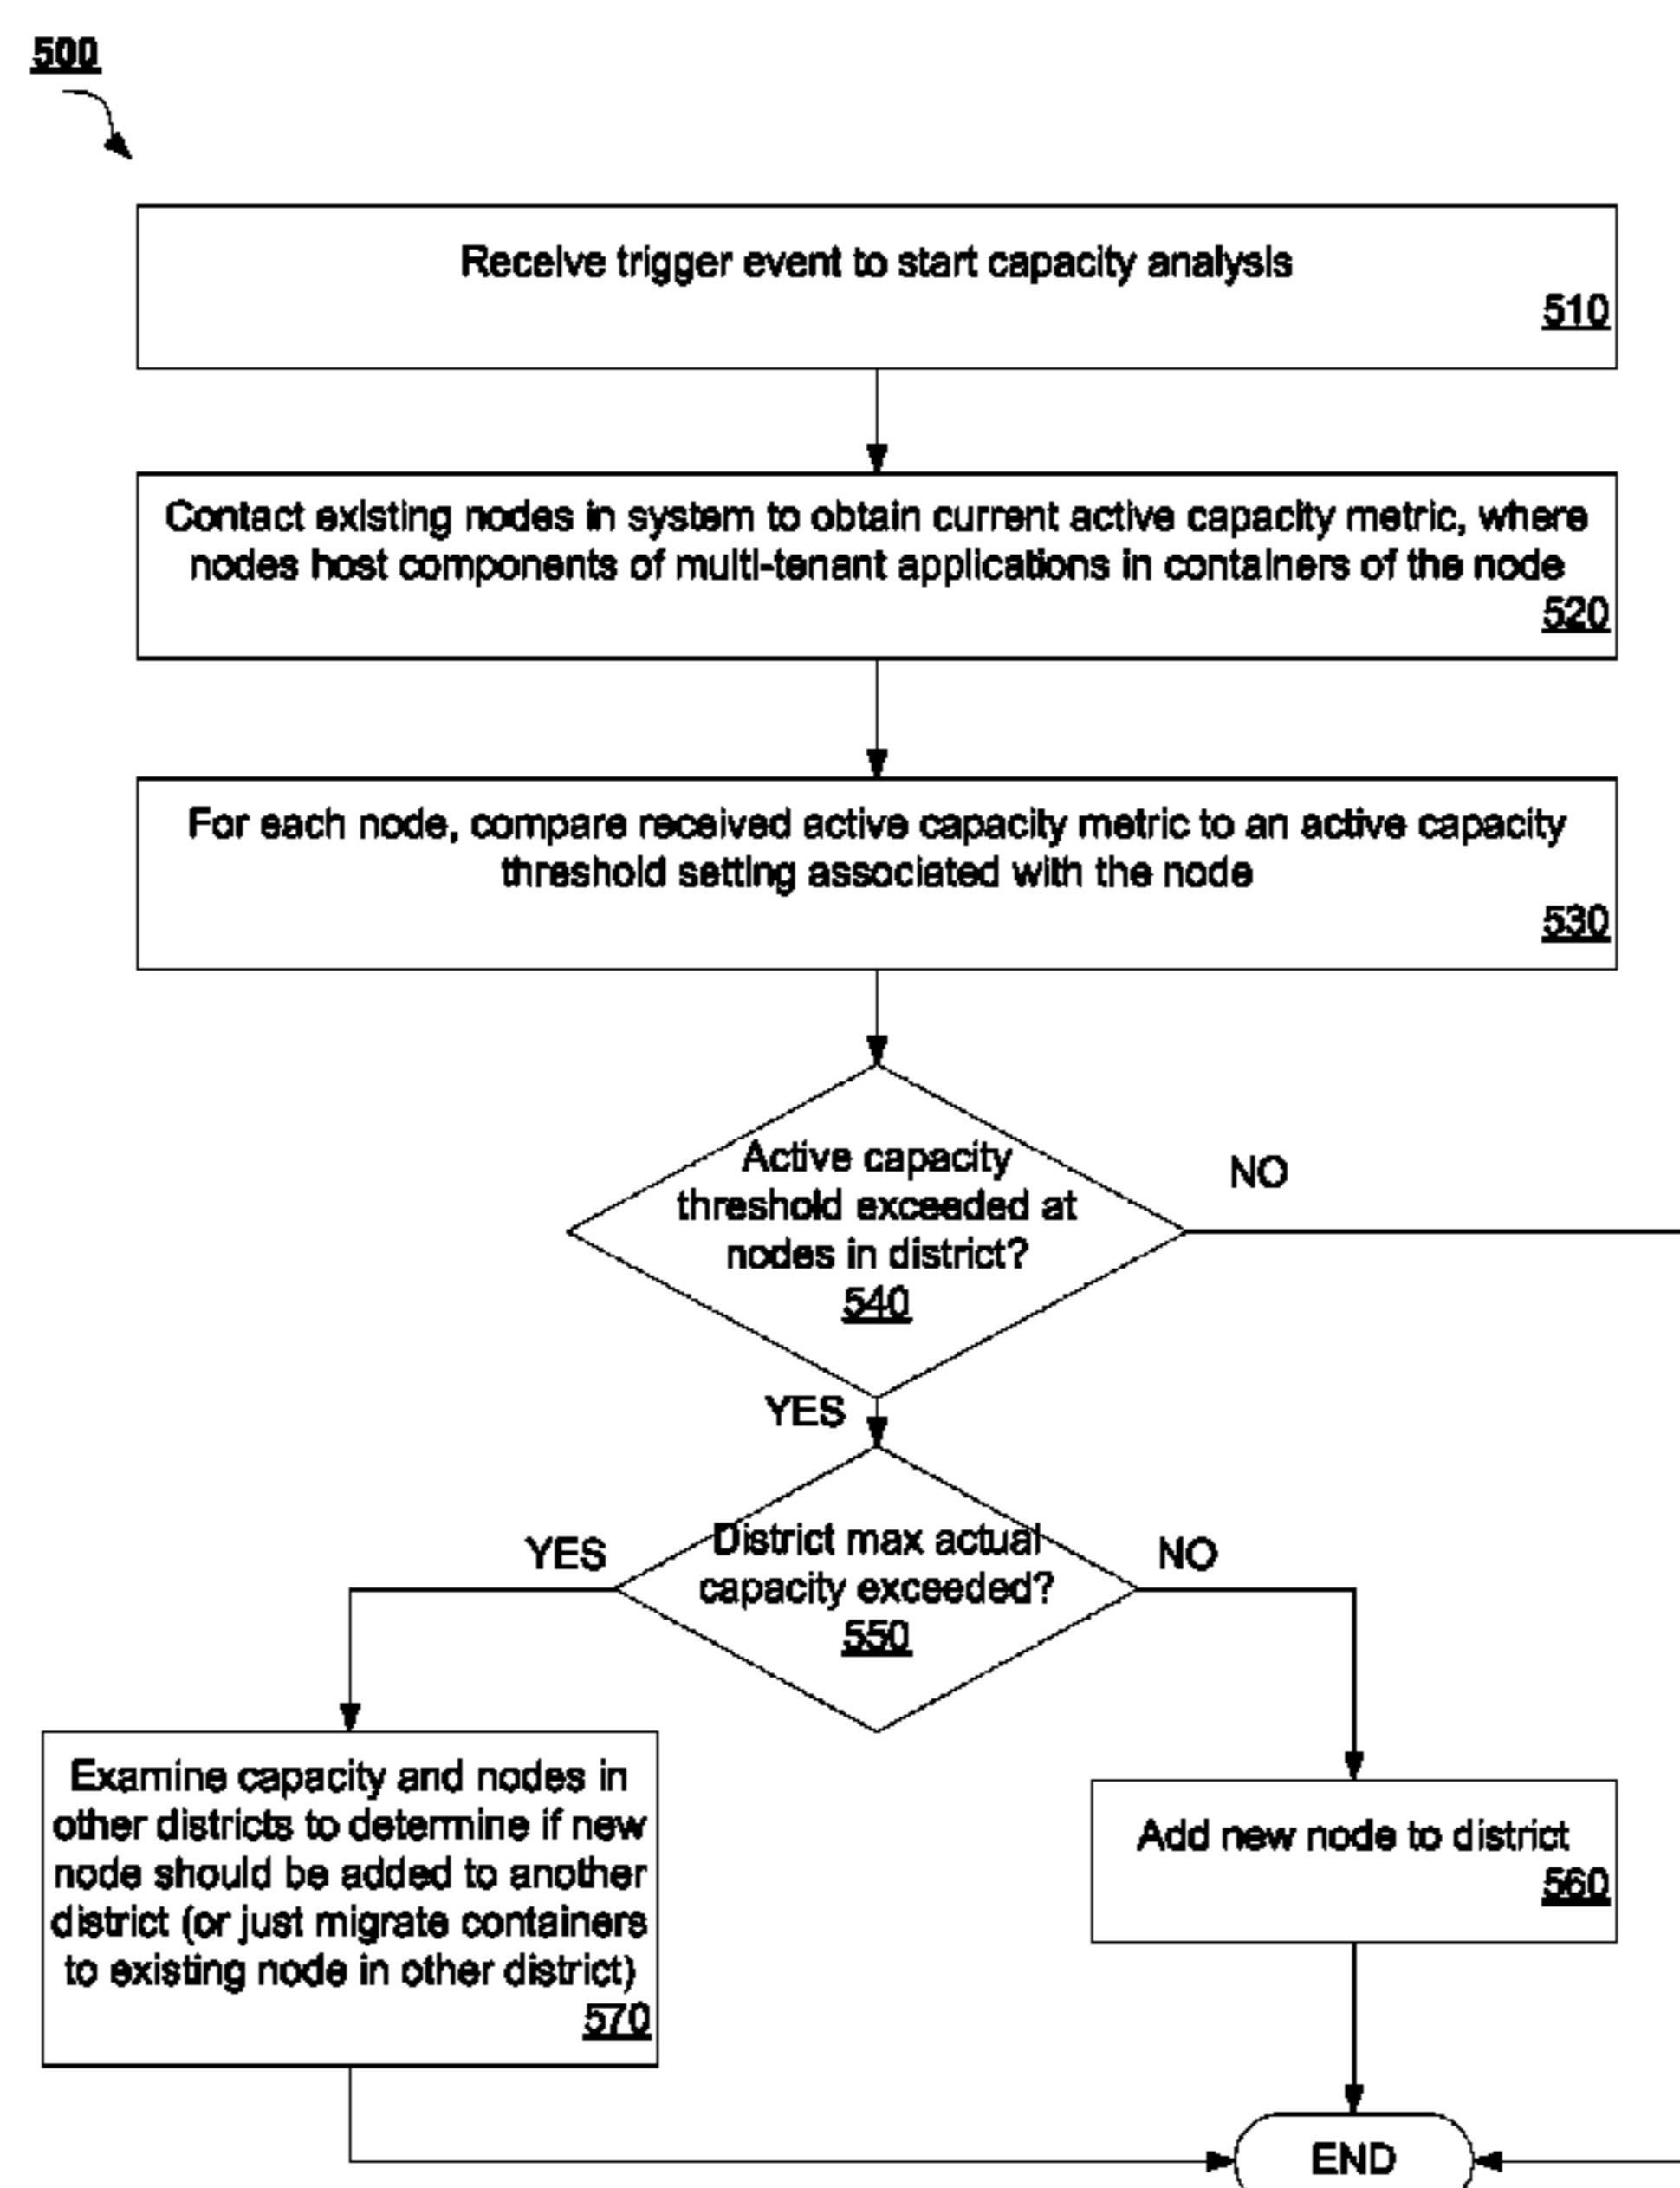 500
Receive trigger event to start capacity analysis
510
Contact existing nodes in system to obtain current active capacity metric, where
nodes host components of multi-tenant applications in containers of the node
520
For each node, compare received active capacity metric to an active capacity
threshold setting associated with the node
530
Active capacity
threshold exceeded at
nodes in district?
540
NO
YES
District max actual
capacity exceeded?
550
YES
NO
Examine capacity and nodes in
other districts to determine if new
node should be added to another
district (or just migrate containers
to existing node in other district)
570
Add new node to district
560
END